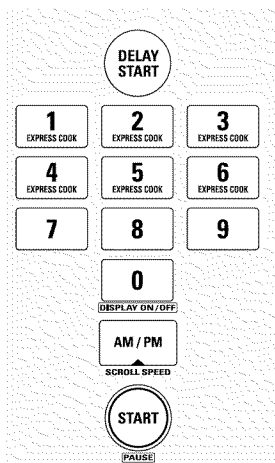 DELAY
START
1 2 3
EXPRESS COOK EXPRESS COOK EXPRESS COOK
4 5 6
EXPRESS COOK EXPRESS COOK EXPRESS COOK
7 8 9
0
DISPLAY ON/OFF
AM / PM
SCROLL SPEED
START
PAUSE